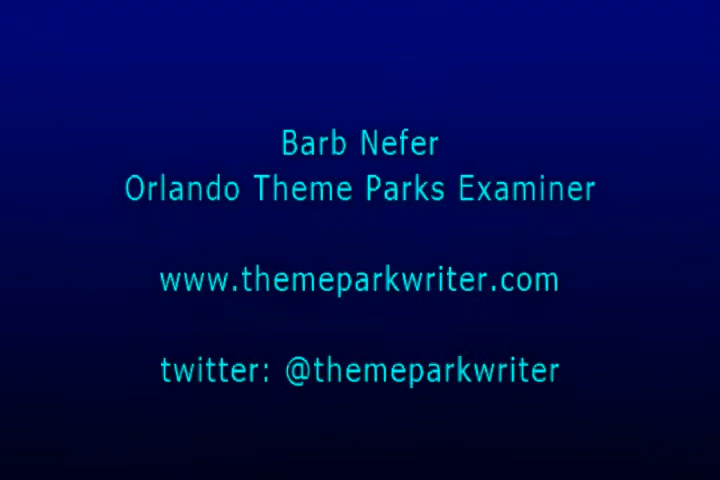 Barb Nefer
Orlando Theme Parks Examiner
www.themeparkwriter.com
twitter: @themeparkwriter